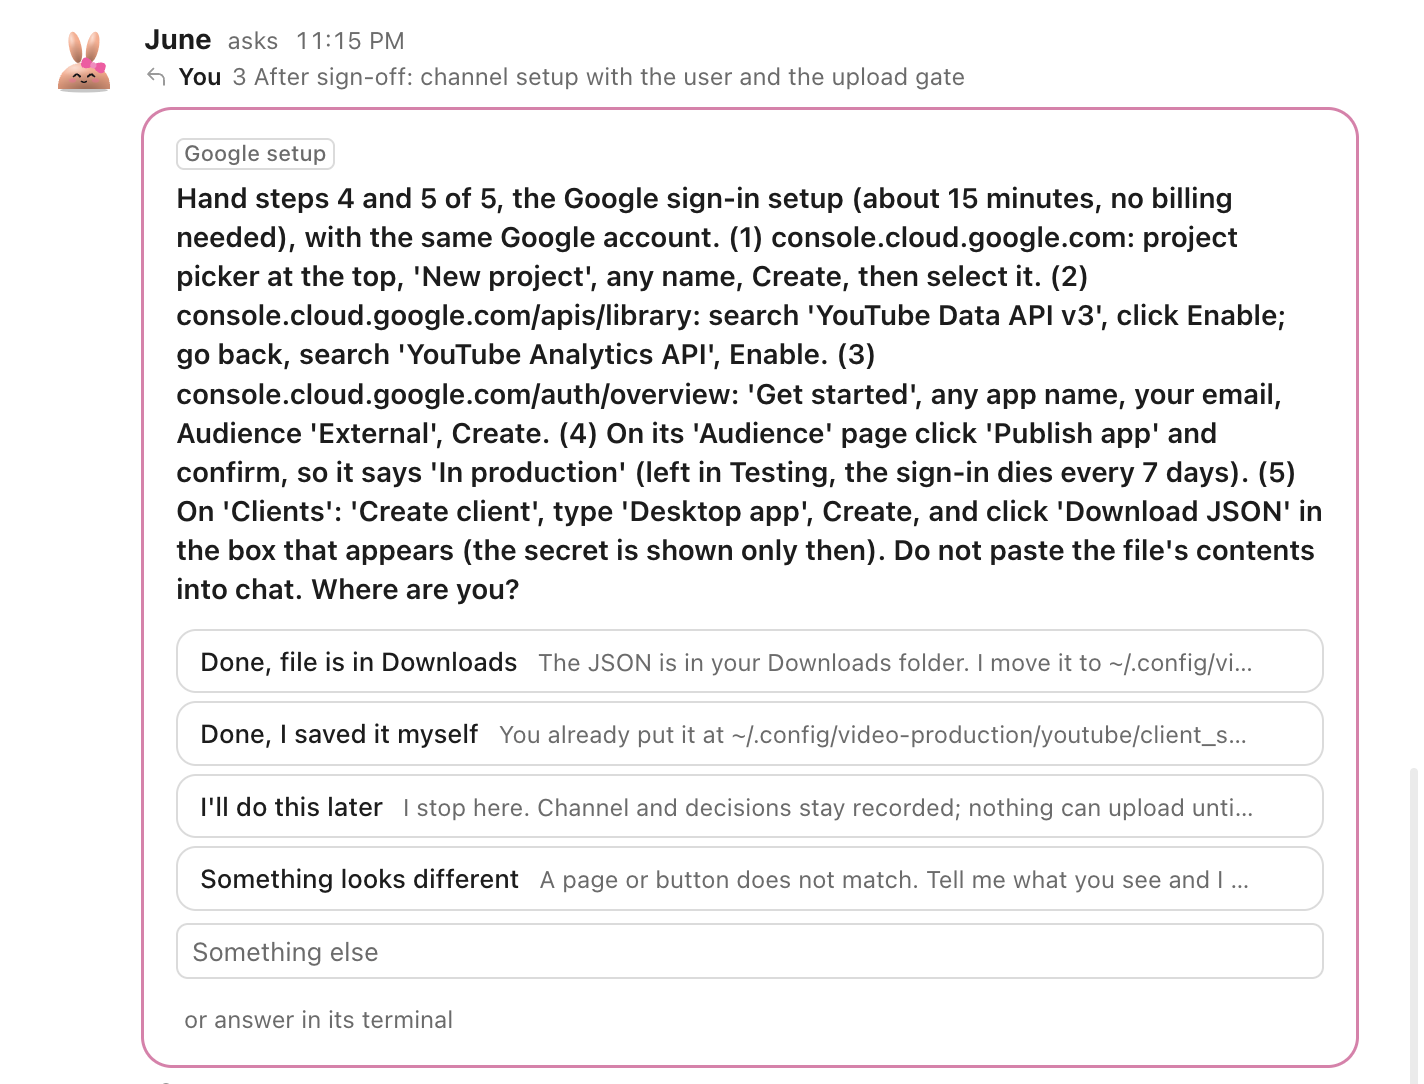 June asks 11:15 PM
You 3 After sign-off: channel setup with the user and the upload gate
Google setup
Hand steps 4 and 5 of 5, the Google sign-in setup (about 15 minutes, no billing
needed), with the same Google account. (1) console.cloud.google.com: project
picker at the top, 'New project', any name, Create, then select it. (2)
console.cloud.google.com/apis/library: search 'YouTube Data API v3', click Enable;
go back, search 'YouTube Analytics API', Enable. (3)
console.cloud.google.com/auth/overview: 'Get started', any app name, your email,
Audience 'External', Create. (4) On its 'Audience' page click 'Publish app' and
confirm, so it says 'In production' (left in Testing, the sign-in dies every 7 days). (5)
On 'Clients': 'Create client', type 'Desktop app', Create, and click 'Download JSON' in
the box that appears (the secret is shown only then). Do not paste the file's contents
into chat. Where are you?
Done, file is in Downloads The JSON is in your Downloads folder. I move it to ~/.config/vi...
Done, I saved it myself You already put it at ~/.config/video-production/youtube/client_s...
I'll do this later I stop here. Channel and decisions stay recorded; nothing can upload unti...
Something looks different A page or button does not match. Tell me what you see and I ...
Something else
or answer in its terminal